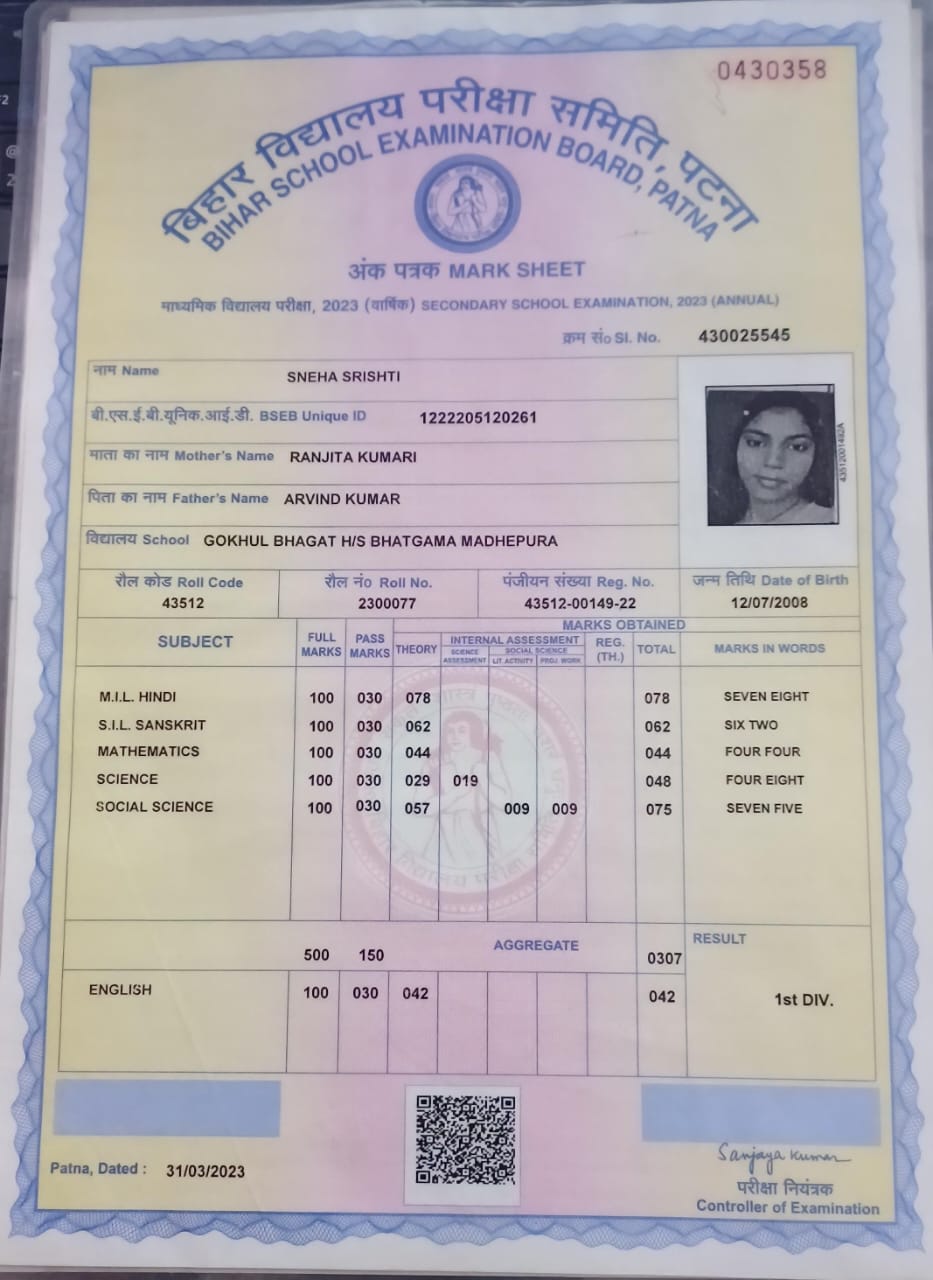 0430358
बिहार विद्यालय परीक्षा समिति, पटना
BIHAR SCHOOL EXAMINATION BOARD, PATNA
अंक पत्रक MARK SHEET
माध्यमिक विद्यालय परीक्षा, 2023 (वार्षिक) SECONDARY SCHOOL EXAMINATION, 2023 (ANNUAL)
क्रम सं० Sl. No. 430025545
नाम Name SNEHA SRISHTI
बी.एस.ई.बी.यूनिक.आई.डी. BSEB Unique ID 1222205120261
माता का नाम Mother's Name RANJITA KUMARI
पिता का नाम Father's Name ARVIND KUMAR
विद्यालय School GOKHUL BHAGAT H/S BHATGAMA MADHEPURA
रौल कोड Roll Code रौल नं० Roll No. पंजीयन संख्या Reg. No. जन्म तिथि Date of Birth
43512 2300077 43512-00149-22 12/07/2008
MARKS OBTAINED
SUBJECT FULL MARKS PASS MARKS THEORY INTERNAL ASSESSMENT REG. (TH.) TOTAL MARKS IN WORDS
SCIENCE ASSESSMENT SOCIAL SCIENCE
LIT ACTIVITY PROJ. WORK
M.I.L. HINDI 100 030 078 078 SEVEN EIGHT
S.I.L. SANSKRIT 100 030 062 062 SIX TWO
MATHEMATICS 100 030 044 044 FOUR FOUR
SCIENCE 100 030 029 019 048 FOUR EIGHT
SOCIAL SCIENCE 100 030 057 009 009 075 SEVEN FIVE
500 150 AGGREGATE 0307 RESULT
ENGLISH 100 030 042 042 1st DIV.
Patna, Dated : 31/03/2023
Sanjaya Kumar
परीक्षा नियंत्रक
Controller of Examination